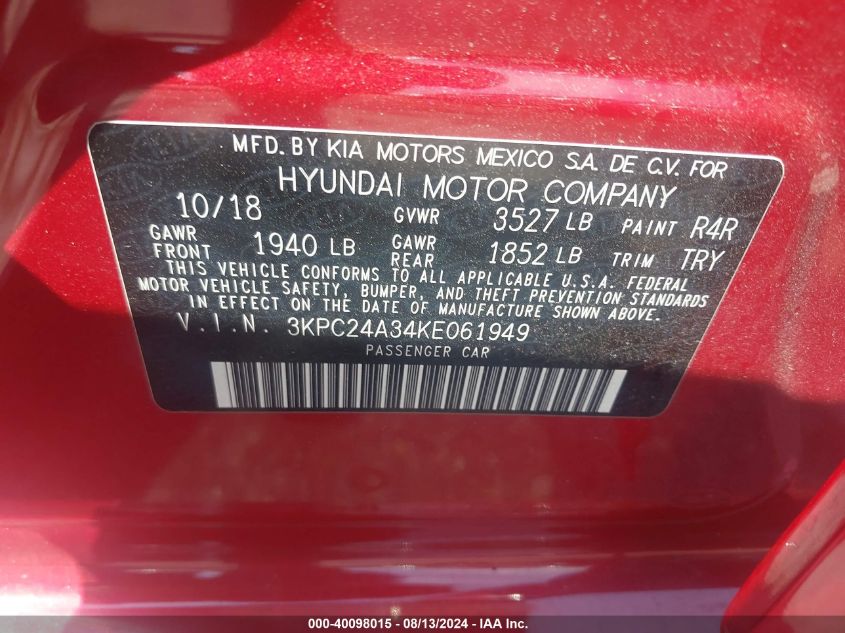 MFD. BY KIA MOTORS MEXICO S.A. DE C.V. FOR
HYUNDAI MOTOR COMPANY
10/18 GVWR 3527 LB PAINT R4R
GAWR FRONT 1940 LB GAWR REAR 1852 LB TRIM TRY
THIS VEHICLE CONFORMS TO ALL APPLICABLE U.S.A. FEDERAL
MOTOR VEHICLE SAFETY, BUMPER, AND THEFT PREVENTION STANDARDS
IN EFFECT ON THE DATE OF MANUFACTURE SHOWN ABOVE.
V.I.N. 3KPC24A34KE061949
PASSENGER CAR
000-40098015 - 08/13/2024 - IAA Inc.